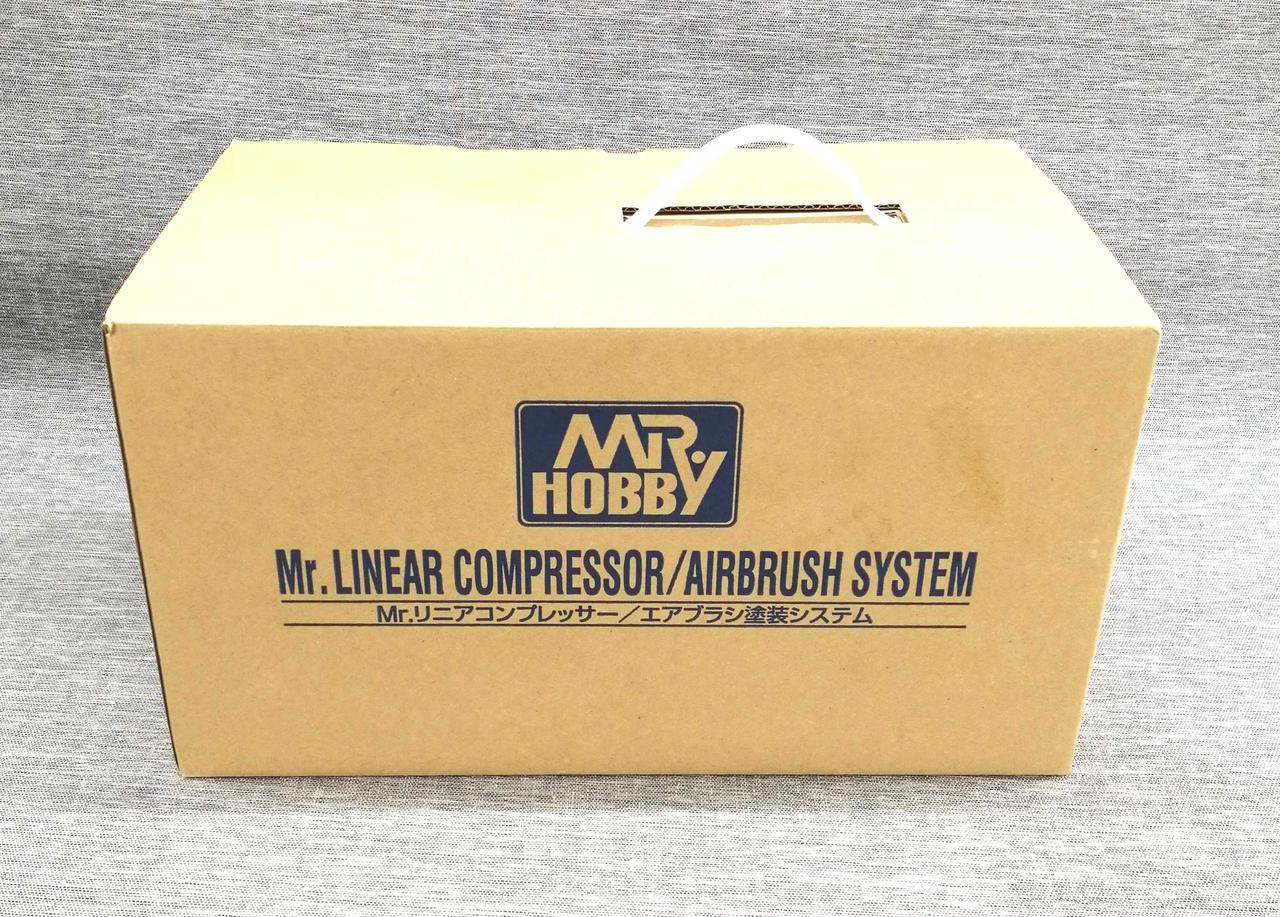 MR.
HOBBY
Mr. LINEAR COMPRESSOR/AIRBRUSH SYSTEM
Mr.リニアコンプレッサー／エアブラシ塗装システム